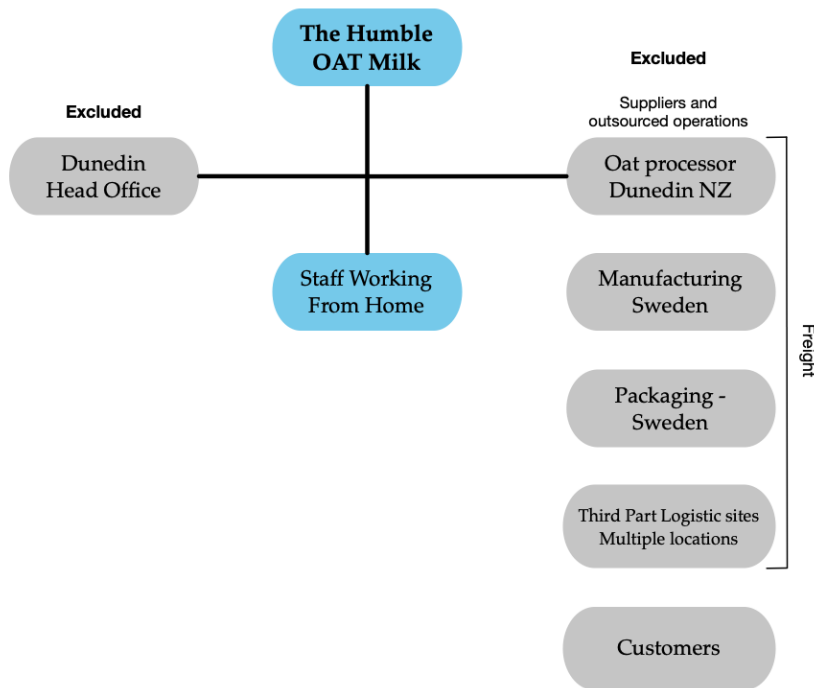 The Humble
OAT Milk
Excluded
Dunedin
Head Office
Staff Working
From Home
Excluded
Suppliers and
outsourced operations
Oat processor
Dunedin NZ
Manufacturing
Sweden
Packaging -
Sweden
Third Part Logistic sites
Multiple locations
Customers
Freight